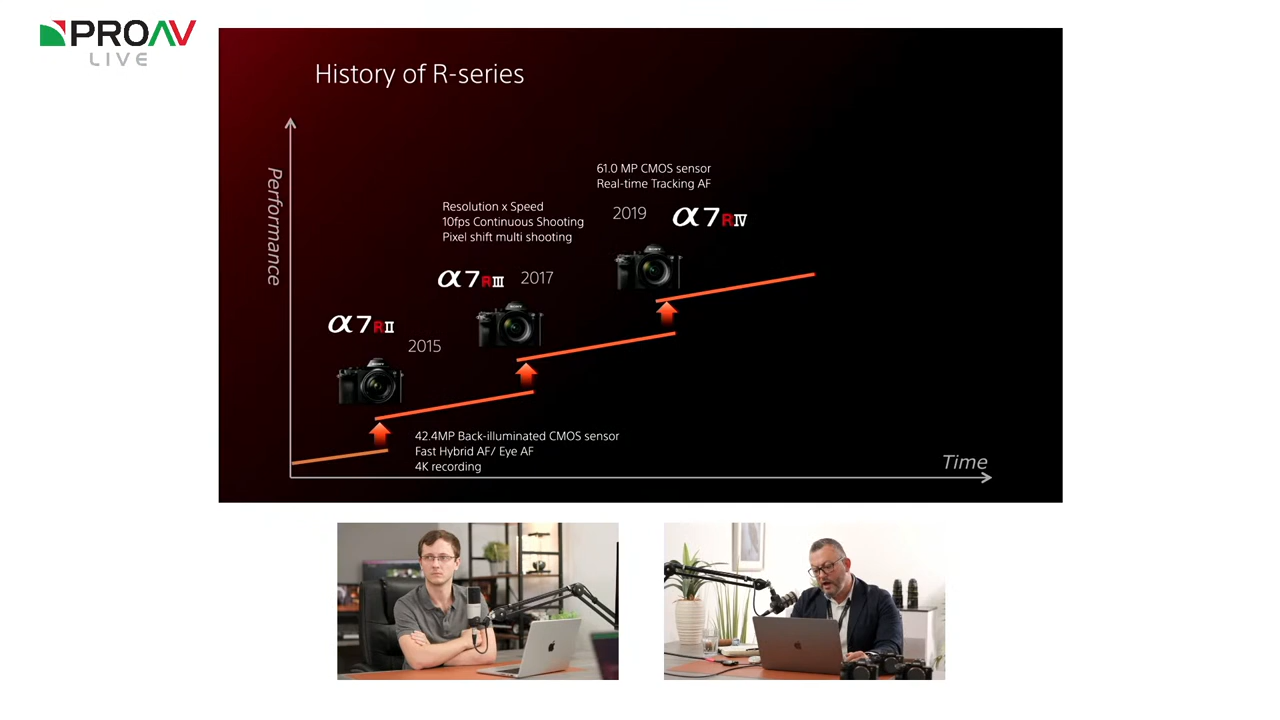 PROAV
LIVE
History of R-series
Performance
61.0 MP CMOS sensor
Real-time Tracking AF
2019 α7RIV
Resolution x Speed
10fps Continuous Shooting
Pixel shift multi shooting
α7RIII 2017
α7RII
2015
42.4MP Back-illuminated CMOS sensor
Fast Hybrid AF/ Eye AF
4K recording
Time